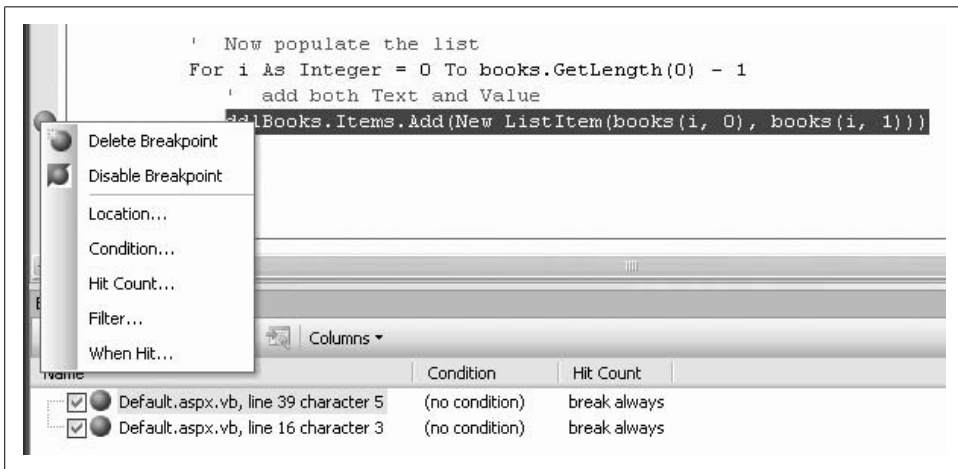 ' Now populate the list
For i As Integer = 0 To books.GetLength(0) - 1
' add both Text and Value
ddlBooks.Items.Add(New ListItem(books(i, 0), books(i, 1)))
Delete Breakpoint
Disable Breakpoint
Location...
Condition...
Hit Count...
Filter...
When Hit...
Columns
Name Condition Hit Count
Default.aspx.vb, line 39 character 5 (no condition) break always
Default.aspx.vb, line 16 character 3 (no condition) break always